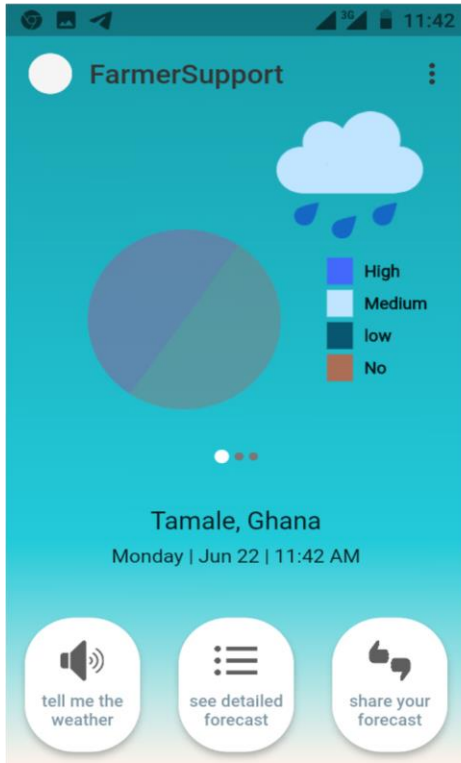 3G 11:42
FarmerSupport
High
Medium
low
No
Tamale, Ghana
Monday | Jun 22 | 11:42 AM
tell me the
weather
see detailed
forecast
share your
forecast